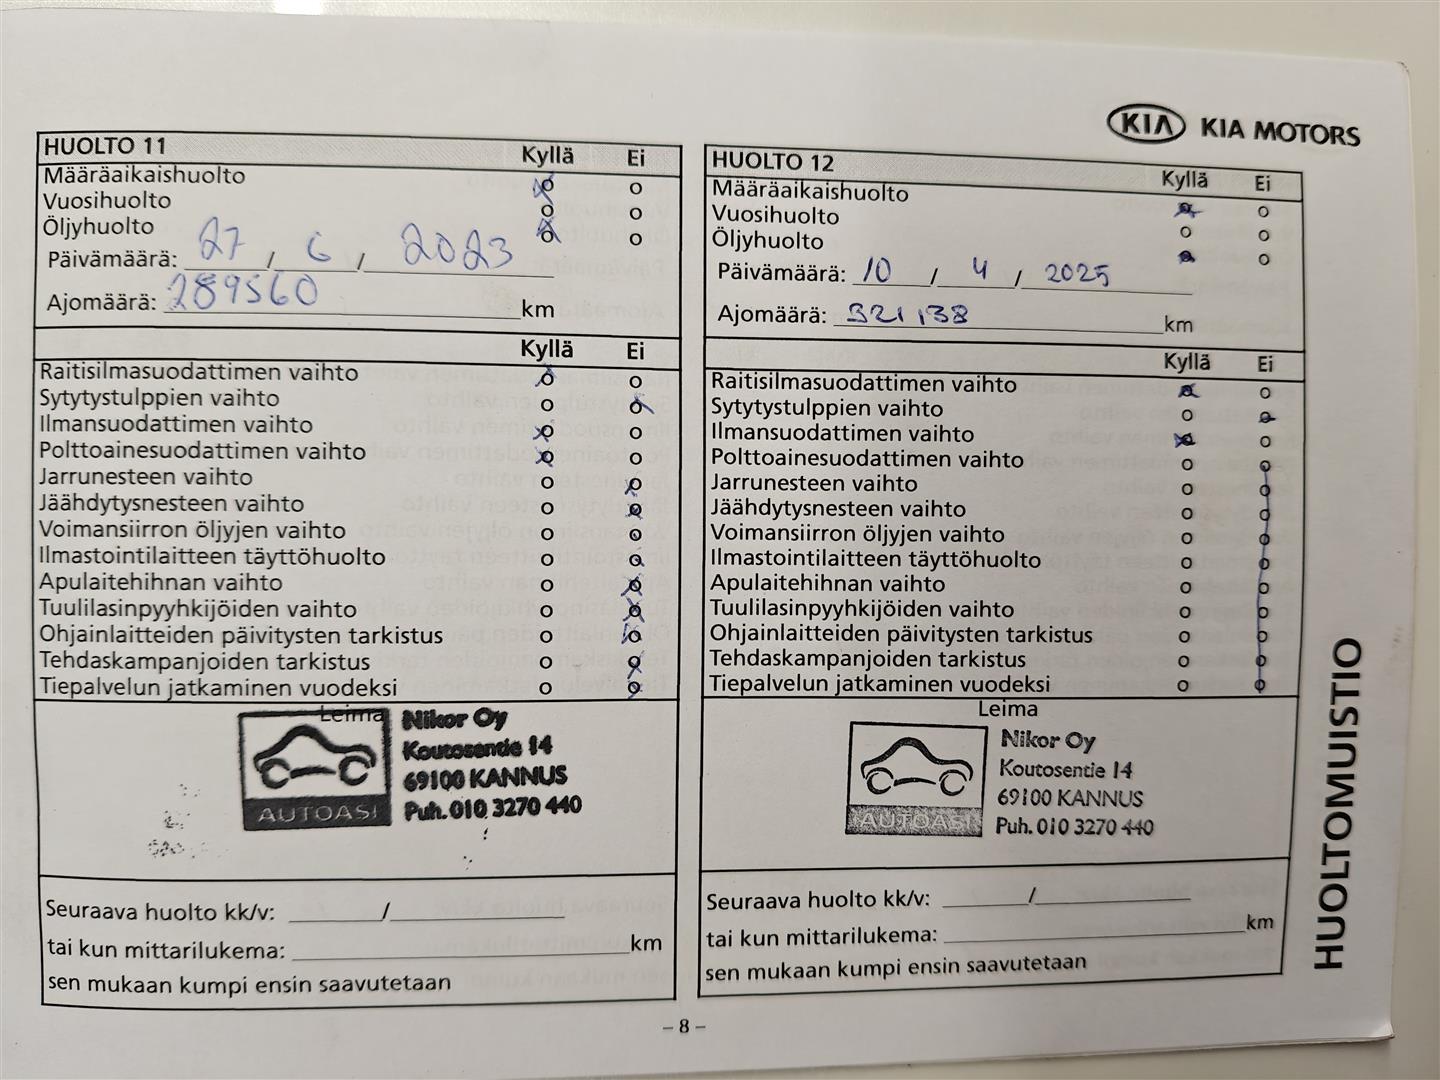 KIA KIA MOTORS
HUOLTO 11
Kyllä Ei
Määräaikaishuolto
Vuosihuolto
Öljyhuolto
Päivämäärä: 27 / 6 / 2023
Ajomäärä: 289560 km
Kyllä Ei
Raitisilmasuodattimen vaihto
Sytytystulppien vaihto
Ilmansuodattimen vaihto
Polttoainesuodattimen vaihto
Jarrunesteen vaihto
Jäähdytysnesteen vaihto
Voimansiirron öljyjen vaihto
Ilmastointilaitteen täyttöhuolto
Apulaitehihnan vaihto
Tuulilasinpyyhkijöiden vaihto
Ohjainlaitteiden päivitysten tarkistus
Tehdaskampanjoiden tarkistus
Tiepalvelun jatkaminen vuodeksi
Leima
Nikor Oy
Koutosentie 14
69100 KANNUS
Puh. 010 3270 440
AUTOASI
Seuraava huolto kk/v: /
tai kun mittarilukema: km
sen mukaan kumpi ensin saavutetaan
HUOLTO 12
Kyllä Ei
Määräaikaishuolto
Vuosihuolto
Öljyhuolto
Päivämäärä: 10 / 4 / 2025
Ajomäärä: 321138 km
Kyllä Ei
Raitisilmasuodattimen vaihto
Sytytystulppien vaihto
Ilmansuodattimen vaihto
Polttoainesuodattimen vaihto
Jarrunesteen vaihto
Jäähdytysnesteen vaihto
Voimansiirron öljyjen vaihto
Ilmastointilaitteen täyttöhuolto
Apulaitehihnan vaihto
Tuulilasinpyyhkijöiden vaihto
Ohjainlaitteiden päivitysten tarkistus
Tehdaskampanjoiden tarkistus
Tiepalvelun jatkaminen vuodeksi
Leima
Nikor Oy
Koutosentie 14
69100 KANNUS
Puh. 010 3270 440
AUTOASI
Seuraava huolto kk/v: /
tai kun mittarilukema: km
sen mukaan kumpi ensin saavutetaan
HUOLTOMUISTIO
– 8 –